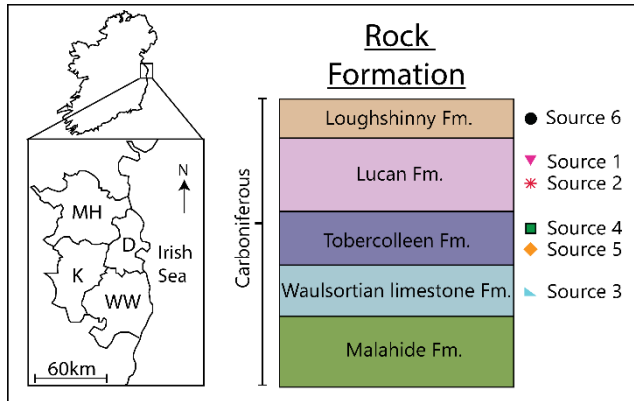 Rock
Formation
Loughshinny Fm.
Source 6
Lucan Fm.
Source 1
Source 2
Tobercolleen Fm.
Source 4
Source 5
Waulsortian limestone Fm.
Source 3
Malahide Fm.
Carboniferous
N
MH
D
K
WW
Irish
Sea
60km